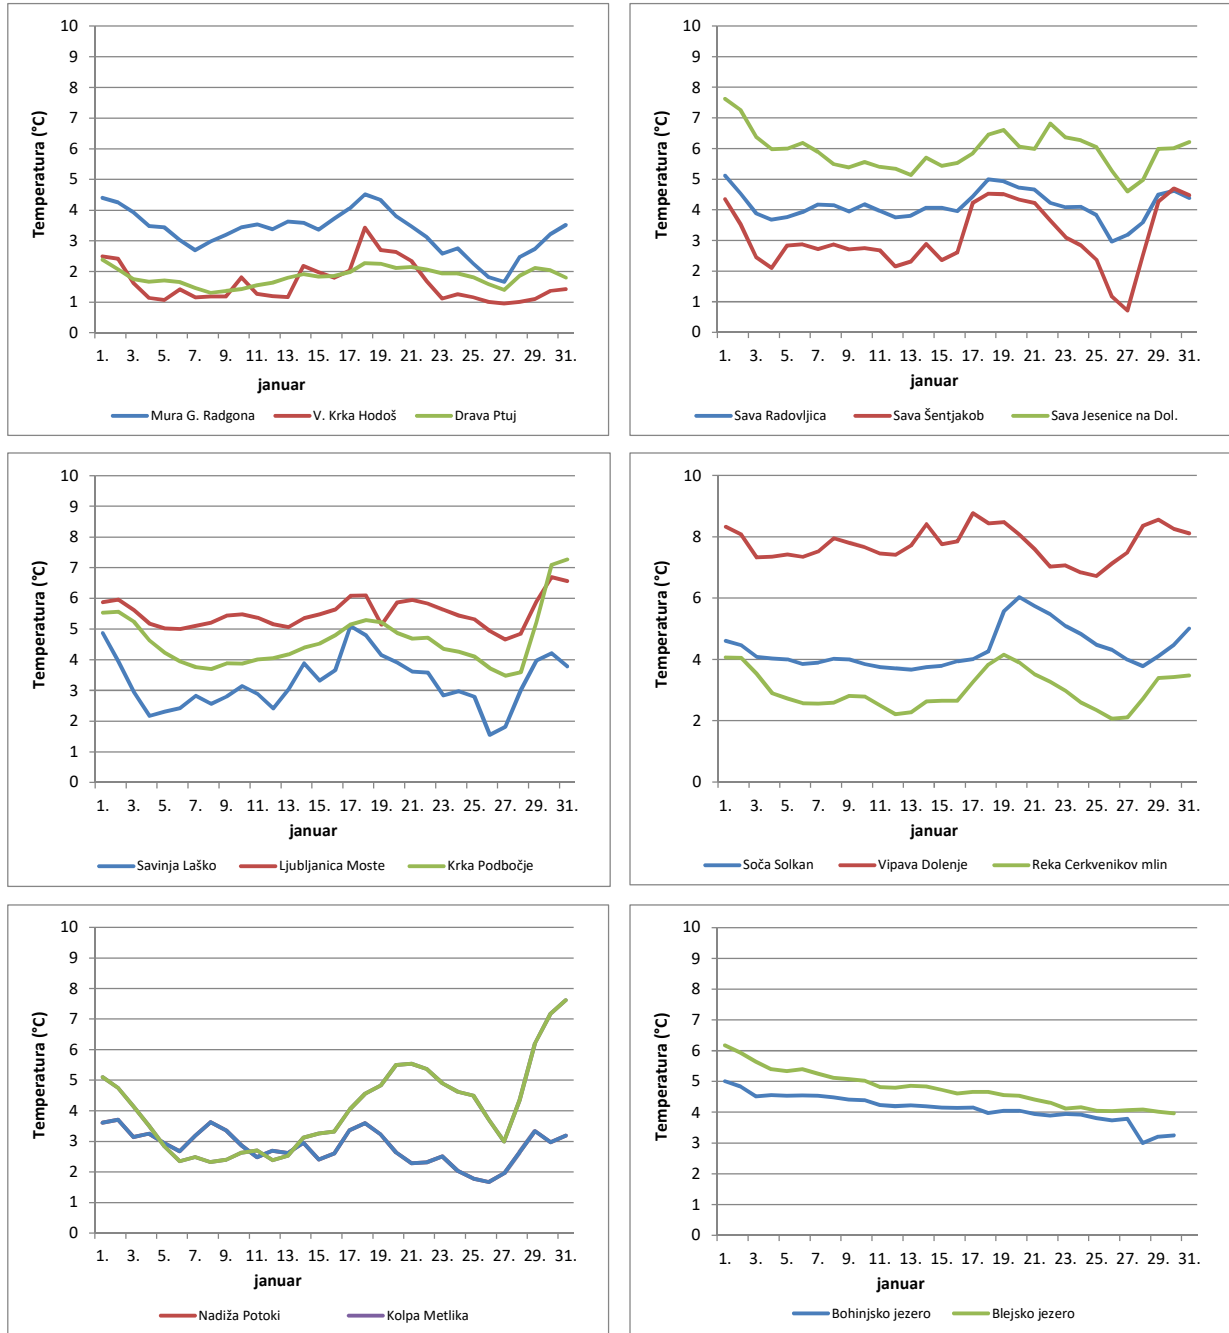 10
9
8
7
6
5
4
3
2
1
0
Temperatura (°C)
1. 3. 5. 7. 9. 11. 13. 15. 17. 19. 21. 23. 25. 27. 29. 31.
januar
Mura G. Radgona V. Krka Hodoš Drava Ptuj
10
9
8
7
6
5
4
3
2
1
0
Temperatura (°C)
1. 3. 5. 7. 9. 11. 13. 15. 17. 19. 21. 23. 25. 27. 29. 31.
januar
Sava Radovljica Sava Šentjakob Sava Jesenice na Dol.
10
9
8
7
6
5
4
3
2
1
0
Temperatura (°C)
1. 3. 5. 7. 9. 11. 13. 15. 17. 19. 21. 23. 25. 27. 29. 31.
januar
Savinja Laško Ljubljanica Moste Krka Podbočje
10
8
6
4
2
0
Temperatura (°C)
1. 3. 5. 7. 9. 11. 13. 15. 17. 19. 21. 23. 25. 27. 29. 31.
januar
Soča Solkan Vipava Dolenje Reka Cerkvenikov mlin
10
9
8
7
6
5
4
3
2
1
0
Temperatura (°C)
1. 3. 5. 7. 9. 11. 13. 15. 17. 19. 21. 23. 25. 27. 29. 31.
januar
Nadiža Potoki Kolpa Metlika
10
9
8
7
6
5
4
3
2
1
0
Temperatura (°C)
1. 3. 5. 7. 9. 11. 13. 15. 17. 19. 21. 23. 25. 27. 29. 31.
januar
Bohinjsko jezero Blejsko jezero